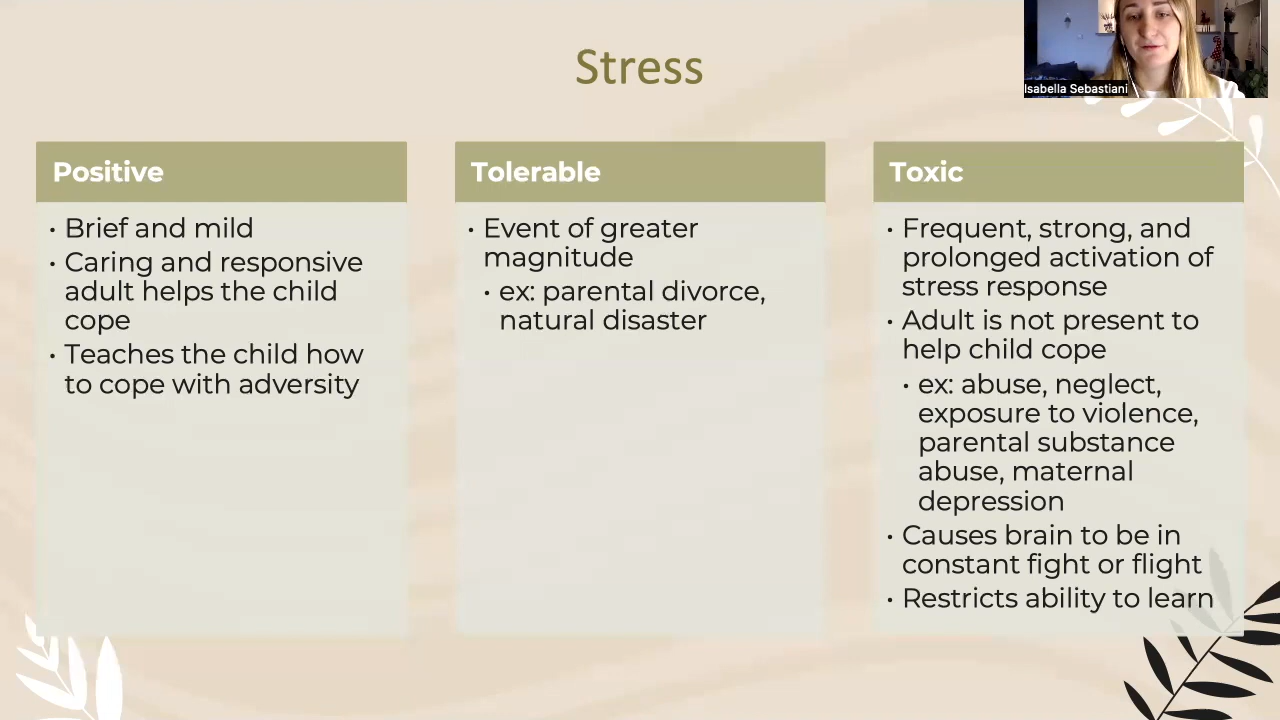 Stress
Isabella Sebastiani
Positive
• Brief and mild
• Caring and responsive
adult helps the child
cope
• Teaches the child how
to cope with adversity
Tolerable
• Event of greater
magnitude
• ex: parental divorce,
natural disaster
Toxic
• Frequent, strong, and
prolonged activation of
stress response
• Adult is not present to
help child cope
• ex: abuse, neglect,
exposure to violence,
parental substance
abuse, maternal
depression
• Causes brain to be in
constant fight or flight
• Restricts ability to learn